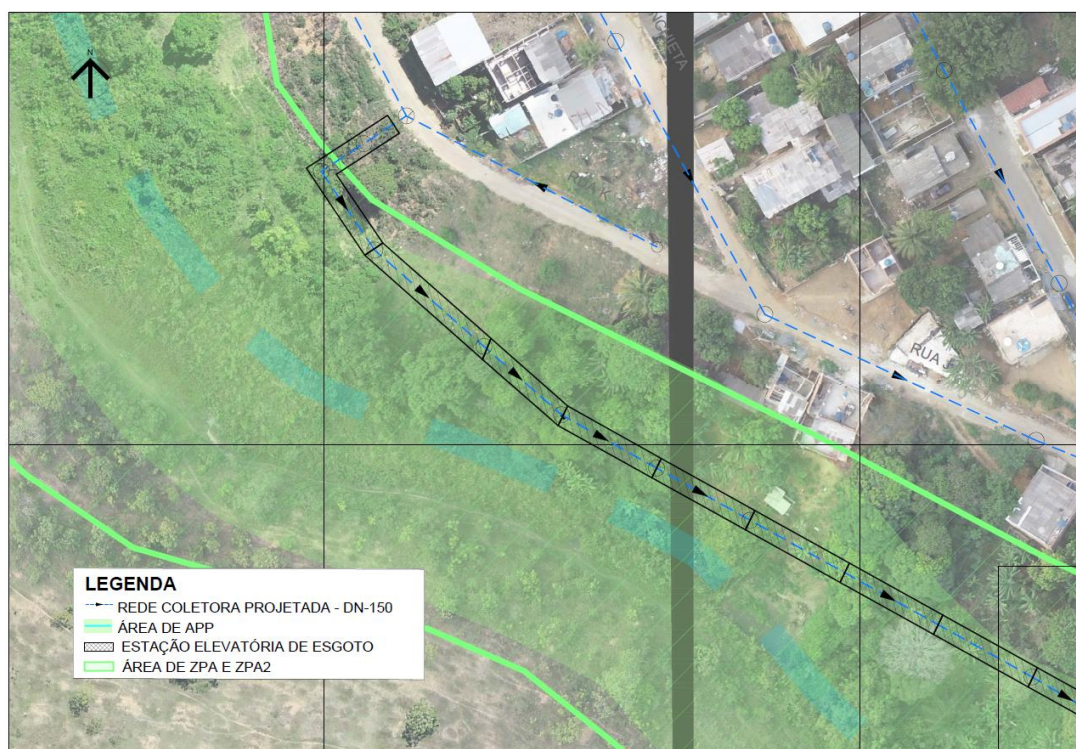 N
RUA
LEGENDA
REDE COLETORA PROJETADA - DN-150
ÁREA DE APP
ESTAÇÃO ELEVATÓRIA DE ESGOTO
ÁREA DE ZPA E ZPA2